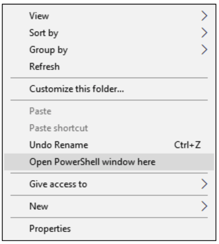 View
Sort by
Group by
Refresh
Customize this folder...
Paste
Paste shortcut
Undo Rename Ctrl+Z
Open PowerShell window here
Give access to
New
Properties